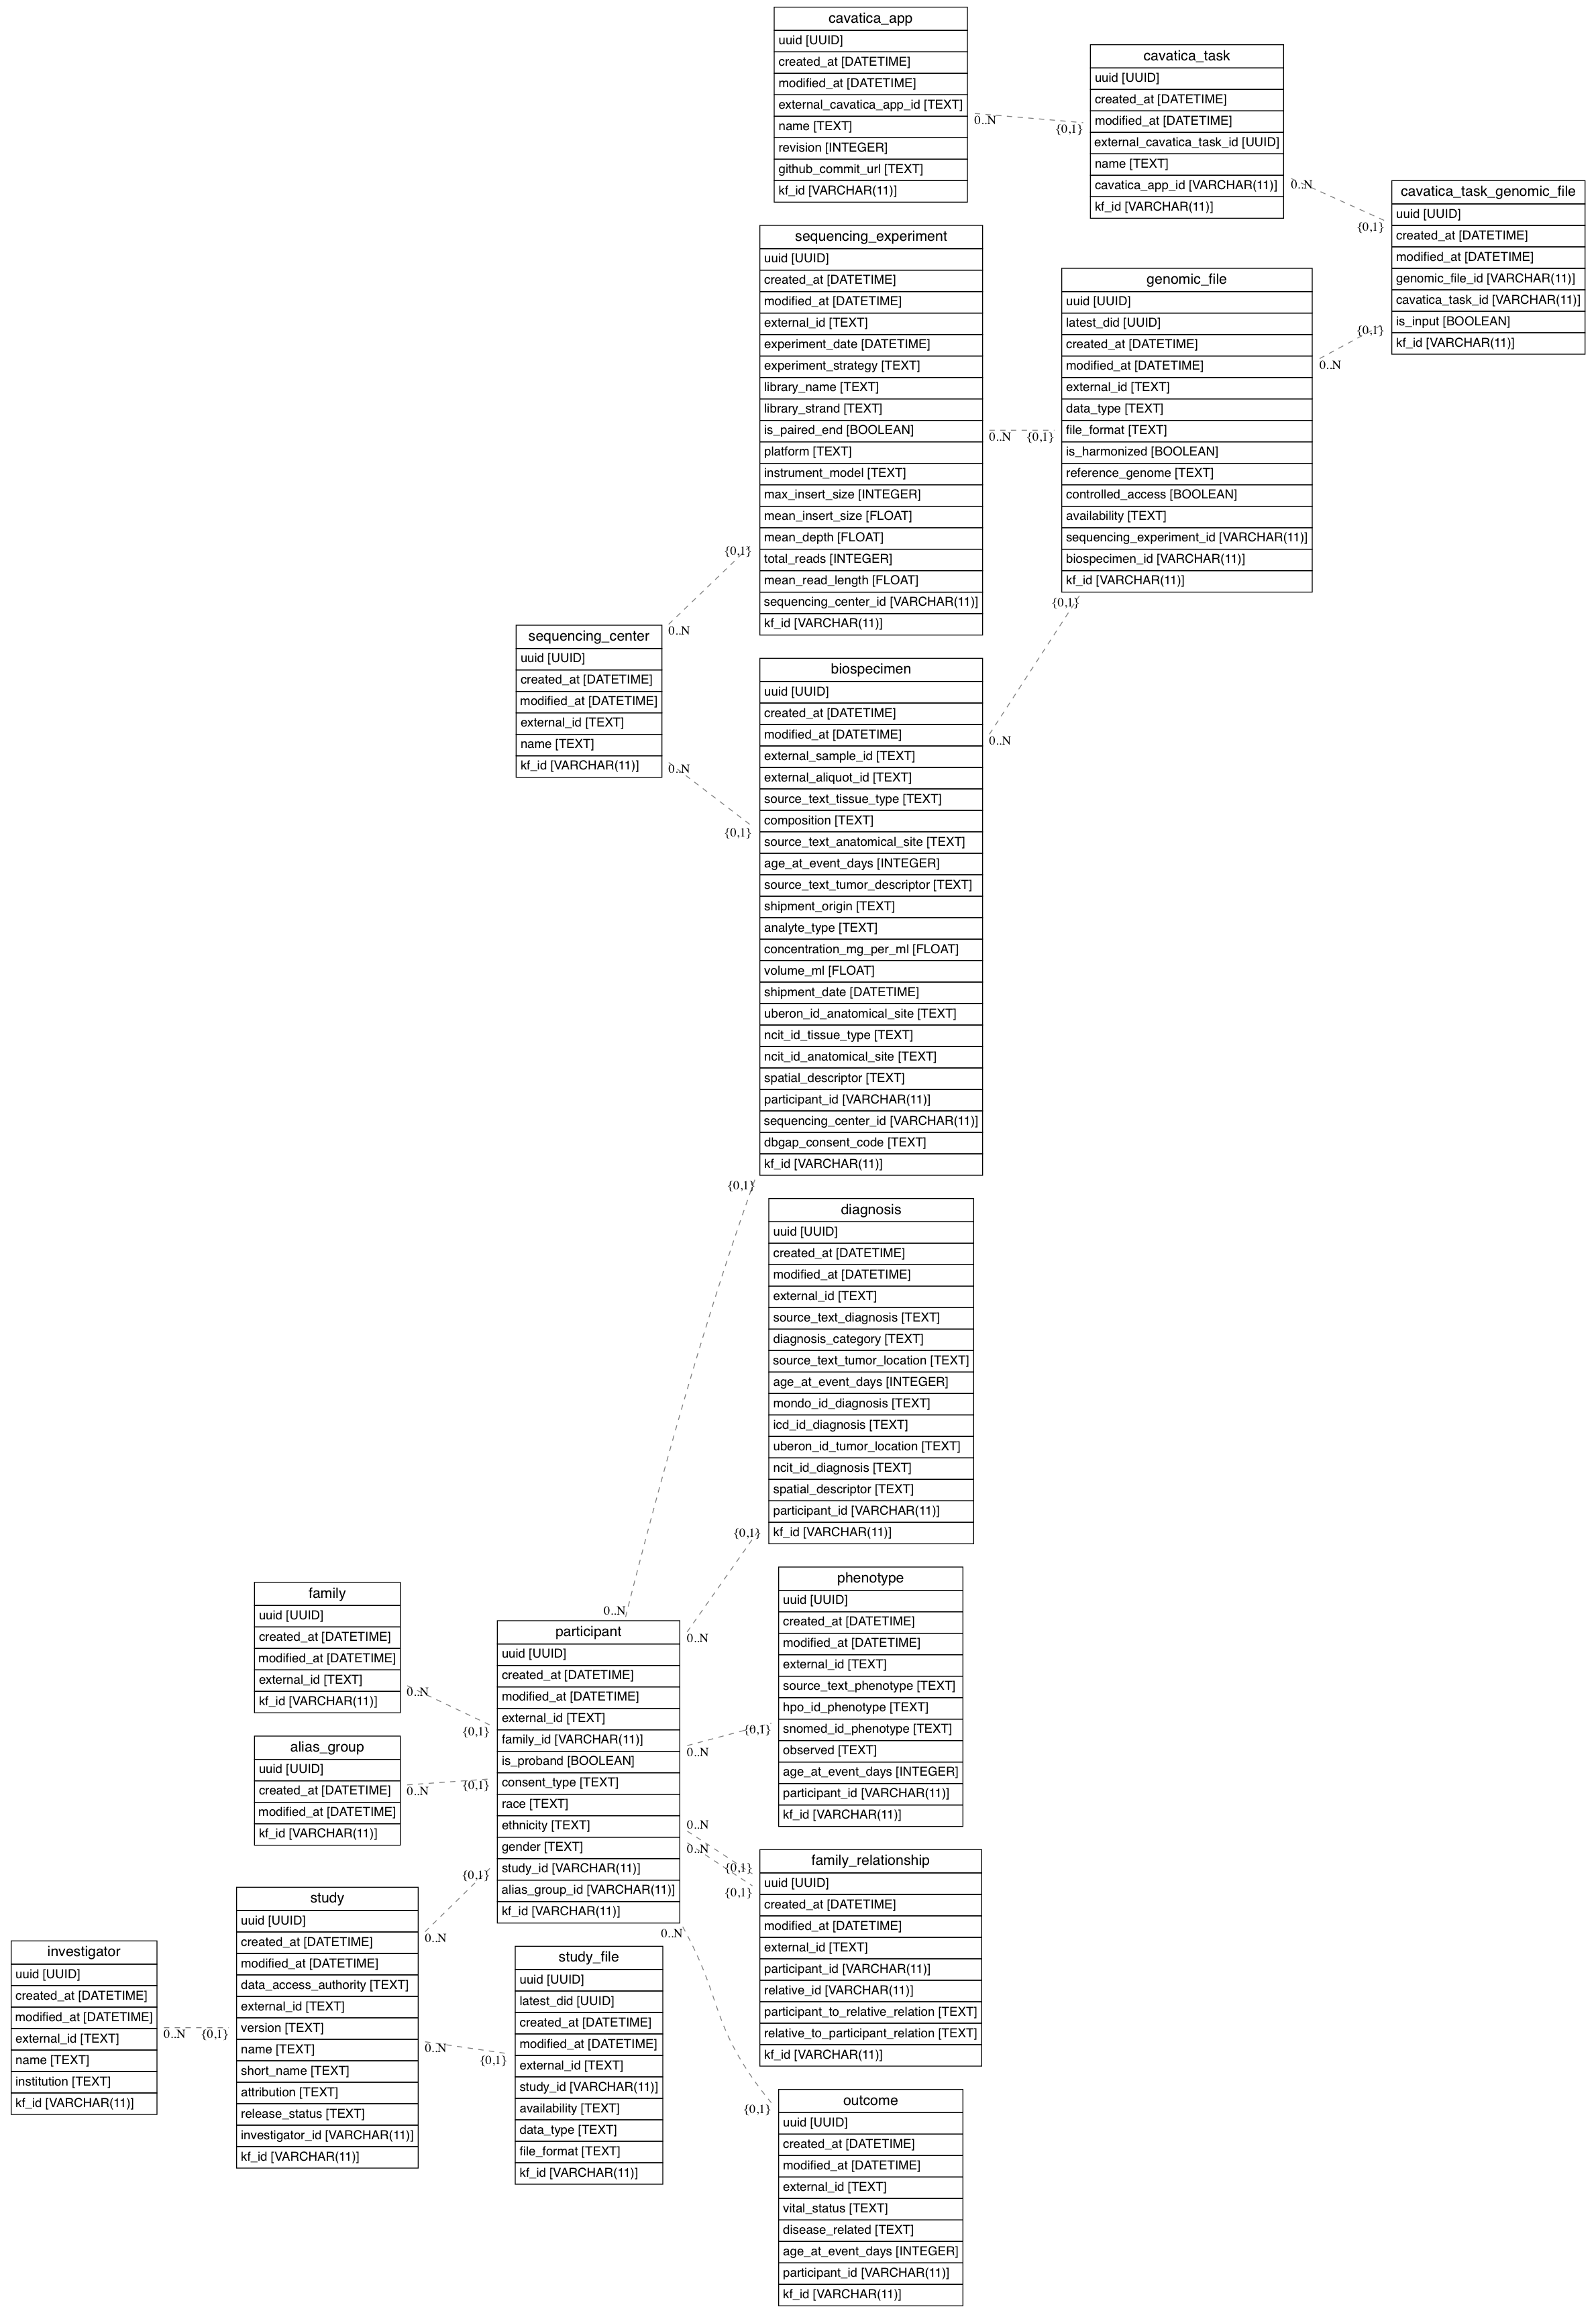 cavatica_app
uuid [UUID]
created_at [DATETIME]
modified_at [DATETIME]
external_cavatica_app_id [TEXT]
name [TEXT]
revision [INTEGER]
github_commit_url [TEXT]
kf_id [VARCHAR(11)]
0..N
{0,1}
cavatica_task
uuid [UUID]
created_at [DATETIME]
modified_at [DATETIME]
external_cavatica_task_id [UUID]
name [TEXT]
cavatica_app_id [VARCHAR(11)]
kf_id [VARCHAR(11)]
0..N
{0,1}
cavatica_task_genomic_file
uuid [UUID]
created_at [DATETIME]
modified_at [DATETIME]
genomic_file_id [VARCHAR(11)]
cavatica_task_id [VARCHAR(11)]
is_input [BOOLEAN]
kf_id [VARCHAR(11)]
{0,1}
0..N
sequencing_experiment
uuid [UUID]
created_at [DATETIME]
modified_at [DATETIME]
external_id [TEXT]
experiment_date [DATETIME]
experiment_strategy [TEXT]
library_name [TEXT]
library_strand [TEXT]
is_paired_end [BOOLEAN]
platform [TEXT]
instrument_model [TEXT]
max_insert_size [INTEGER]
mean_insert_size [FLOAT]
mean_depth [FLOAT]
total_reads [INTEGER]
mean_read_length [FLOAT]
sequencing_center_id [VARCHAR(11)]
kf_id [VARCHAR(11)]
0..N
{0,1}
genomic_file
uuid [UUID]
latest_did [UUID]
created_at [DATETIME]
modified_at [DATETIME]
external_id [TEXT]
data_type [TEXT]
file_format [TEXT]
is_harmonized [BOOLEAN]
reference_genome [TEXT]
controlled_access [BOOLEAN]
availability [TEXT]
sequencing_experiment_id [VARCHAR(11)]
biospecimen_id [VARCHAR(11)]
kf_id [VARCHAR(11)]
{0,1}
0..N
{0,1}
0..N
sequencing_center
uuid [UUID]
created_at [DATETIME]
modified_at [DATETIME]
external_id [TEXT]
name [TEXT]
kf_id [VARCHAR(11)]
0..N
{0,1}
biospecimen
uuid [UUID]
created_at [DATETIME]
modified_at [DATETIME]
external_sample_id [TEXT]
external_aliquot_id [TEXT]
source_text_tissue_type [TEXT]
composition [TEXT]
source_text_anatomical_site [TEXT]
age_at_event_days [INTEGER]
source_text_tumor_descriptor [TEXT]
shipment_origin [TEXT]
analyte_type [TEXT]
concentration_mg_per_ml [FLOAT]
volume_ml [FLOAT]
shipment_date [DATETIME]
uberon_id_anatomical_site [TEXT]
ncit_id_tissue_type [TEXT]
ncit_id_anatomical_site [TEXT]
spatial_descriptor [TEXT]
participant_id [VARCHAR(11)]
sequencing_center_id [VARCHAR(11)]
dbgap_consent_code [TEXT]
kf_id [VARCHAR(11)]
{0,1}
0..N
diagnosis
uuid [UUID]
created_at [DATETIME]
modified_at [DATETIME]
external_id [TEXT]
source_text_diagnosis [TEXT]
diagnosis_category [TEXT]
source_text_tumor_location [TEXT]
age_at_event_days [INTEGER]
mondo_id_diagnosis [TEXT]
icd_id_diagnosis [TEXT]
uberon_id_tumor_location [TEXT]
ncit_id_diagnosis [TEXT]
spatial_descriptor [TEXT]
participant_id [VARCHAR(11)]
kf_id [VARCHAR(11)]
{0,1}
0..N
family
uuid [UUID]
created_at [DATETIME]
modified_at [DATETIME]
external_id [TEXT]
kf_id [VARCHAR(11)]
0..N
{0,1}
participant
uuid [UUID]
created_at [DATETIME]
modified_at [DATETIME]
external_id [TEXT]
family_id [VARCHAR(11)]
is_proband [BOOLEAN]
consent_type [TEXT]
race [TEXT]
ethnicity [TEXT]
gender [TEXT]
study_id [VARCHAR(11)]
alias_group_id [VARCHAR(11)]
kf_id [VARCHAR(11)]
phenotype
uuid [UUID]
created_at [DATETIME]
modified_at [DATETIME]
external_id [TEXT]
source_text_phenotype [TEXT]
hpo_id_phenotype [TEXT]
snomed_id_phenotype [TEXT]
observed [TEXT]
age_at_event_days [INTEGER]
participant_id [VARCHAR(11)]
kf_id [VARCHAR(11)]
{0,1}
0..N
alias_group
uuid [UUID]
created_at [DATETIME]
modified_at [DATETIME]
kf_id [VARCHAR(11)]
0..N
{0,1}
0..N
0..N
{0,1}
{0,1}
family_relationship
uuid [UUID]
created_at [DATETIME]
modified_at [DATETIME]
external_id [TEXT]
participant_id [VARCHAR(11)]
relative_id [VARCHAR(11)]
participant_to_relative_relation [TEXT]
relative_to_participant_relation [TEXT]
kf_id [VARCHAR(11)]
{0,1}
0..N
study
uuid [UUID]
created_at [DATETIME]
modified_at [DATETIME]
data_access_authority [TEXT]
external_id [TEXT]
version [TEXT]
name [TEXT]
short_name [TEXT]
attribution [TEXT]
release_status [TEXT]
investigator_id [VARCHAR(11)]
kf_id [VARCHAR(11)]
investigator
uuid [UUID]
created_at [DATETIME]
modified_at [DATETIME]
external_id [TEXT]
name [TEXT]
institution [TEXT]
kf_id [VARCHAR(11)]
0..N
{0,1}
0..N
{0,1}
study_file
uuid [UUID]
latest_did [UUID]
created_at [DATETIME]
modified_at [DATETIME]
external_id [TEXT]
study_id [VARCHAR(11)]
availability [TEXT]
data_type [TEXT]
file_format [TEXT]
kf_id [VARCHAR(11)]
0..N
{0,1}
outcome
uuid [UUID]
created_at [DATETIME]
modified_at [DATETIME]
external_id [TEXT]
vital_status [TEXT]
disease_related [TEXT]
age_at_event_days [INTEGER]
participant_id [VARCHAR(11)]
kf_id [VARCHAR(11)]